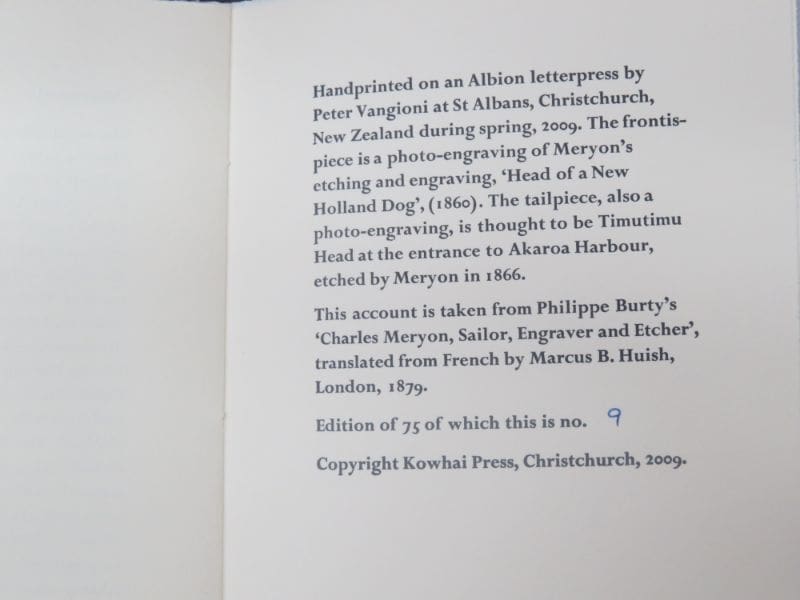 Handprinted on an Albion letterpress by
Peter Vangioni at St Albans, Christchurch,
New Zealand during spring, 2009. The frontis-
piece is a photo-engraving of Meryon's
etching and engraving, 'Head of a New
Holland Dog', (1860). The tailpiece, also a
photo-engraving, is thought to be Timutimu
Head at the entrance to Akaroa Harbour,
etched by Meryon in 1866.
This account is taken from Philippe Burty's
'Charles Meryon, Sailor, Engraver and Etcher',
translated from French by Marcus B. Huish,
London, 1879.
Edition of 75 of which this is no. 9
Copyright Kowhai Press, Christchurch, 2009.